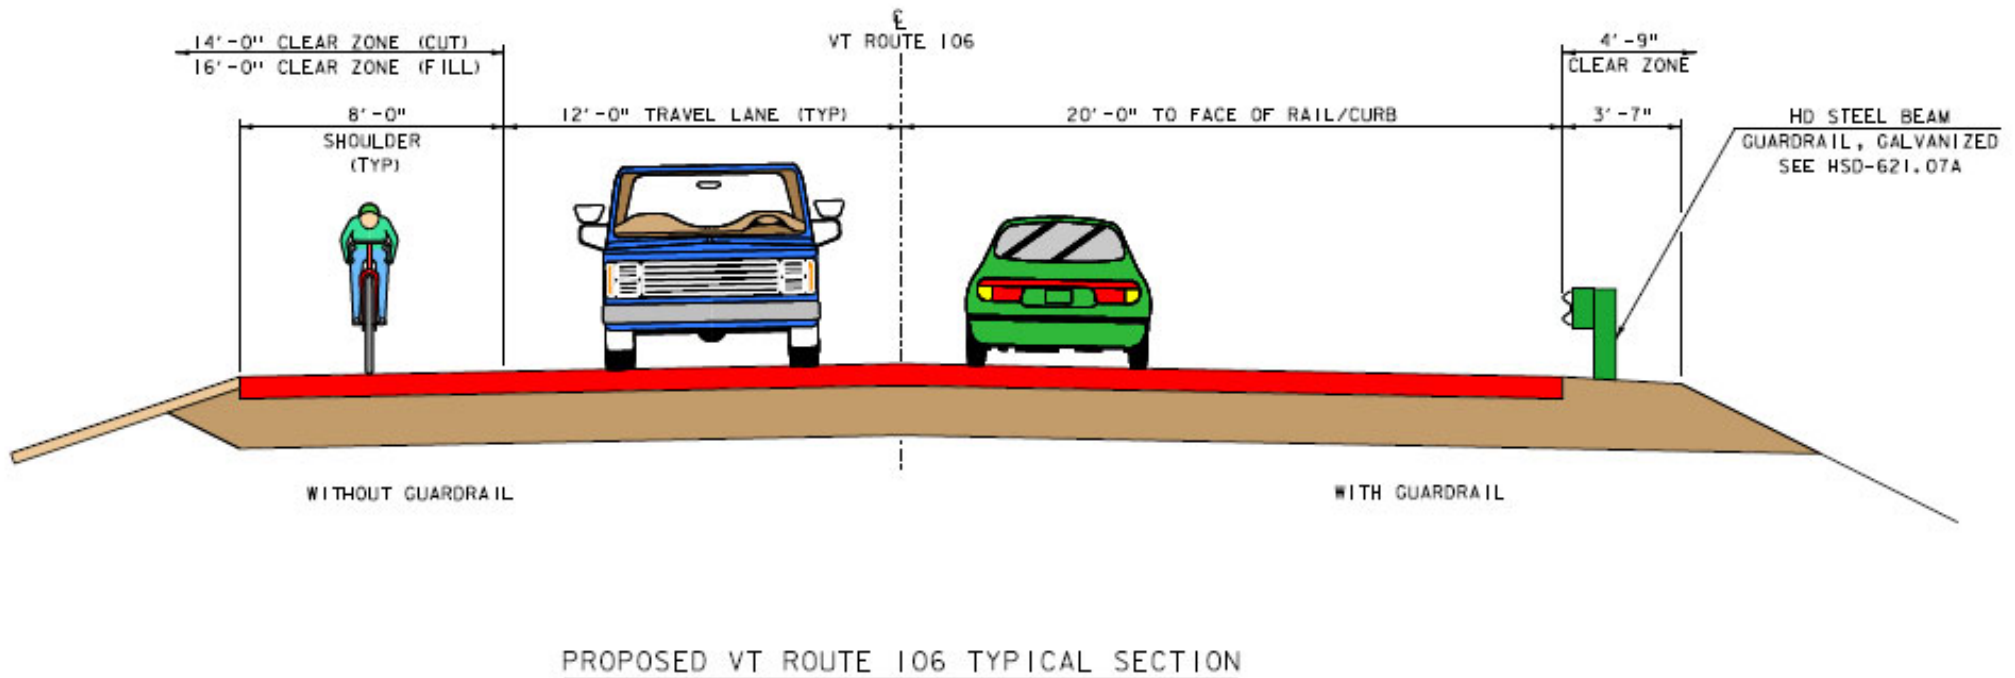 14'-0" CLEAR ZONE (CUT)
16'-0" CLEAR ZONE (FILL)
℄
VT ROUTE 106
4'-9"
CLEAR ZONE
8'-0"
SHOULDER
(TYP)
12'-0" TRAVEL LANE (TYP)
20'-0" TO FACE OF RAIL/CURB
3'-7"
HD STEEL BEAM
GUARDRAIL, GALVANIZED
SEE HSD-621.07A
WITHOUT GUARDRAIL
WITH GUARDRAIL
PROPOSED VT ROUTE 106 TYPICAL SECTION